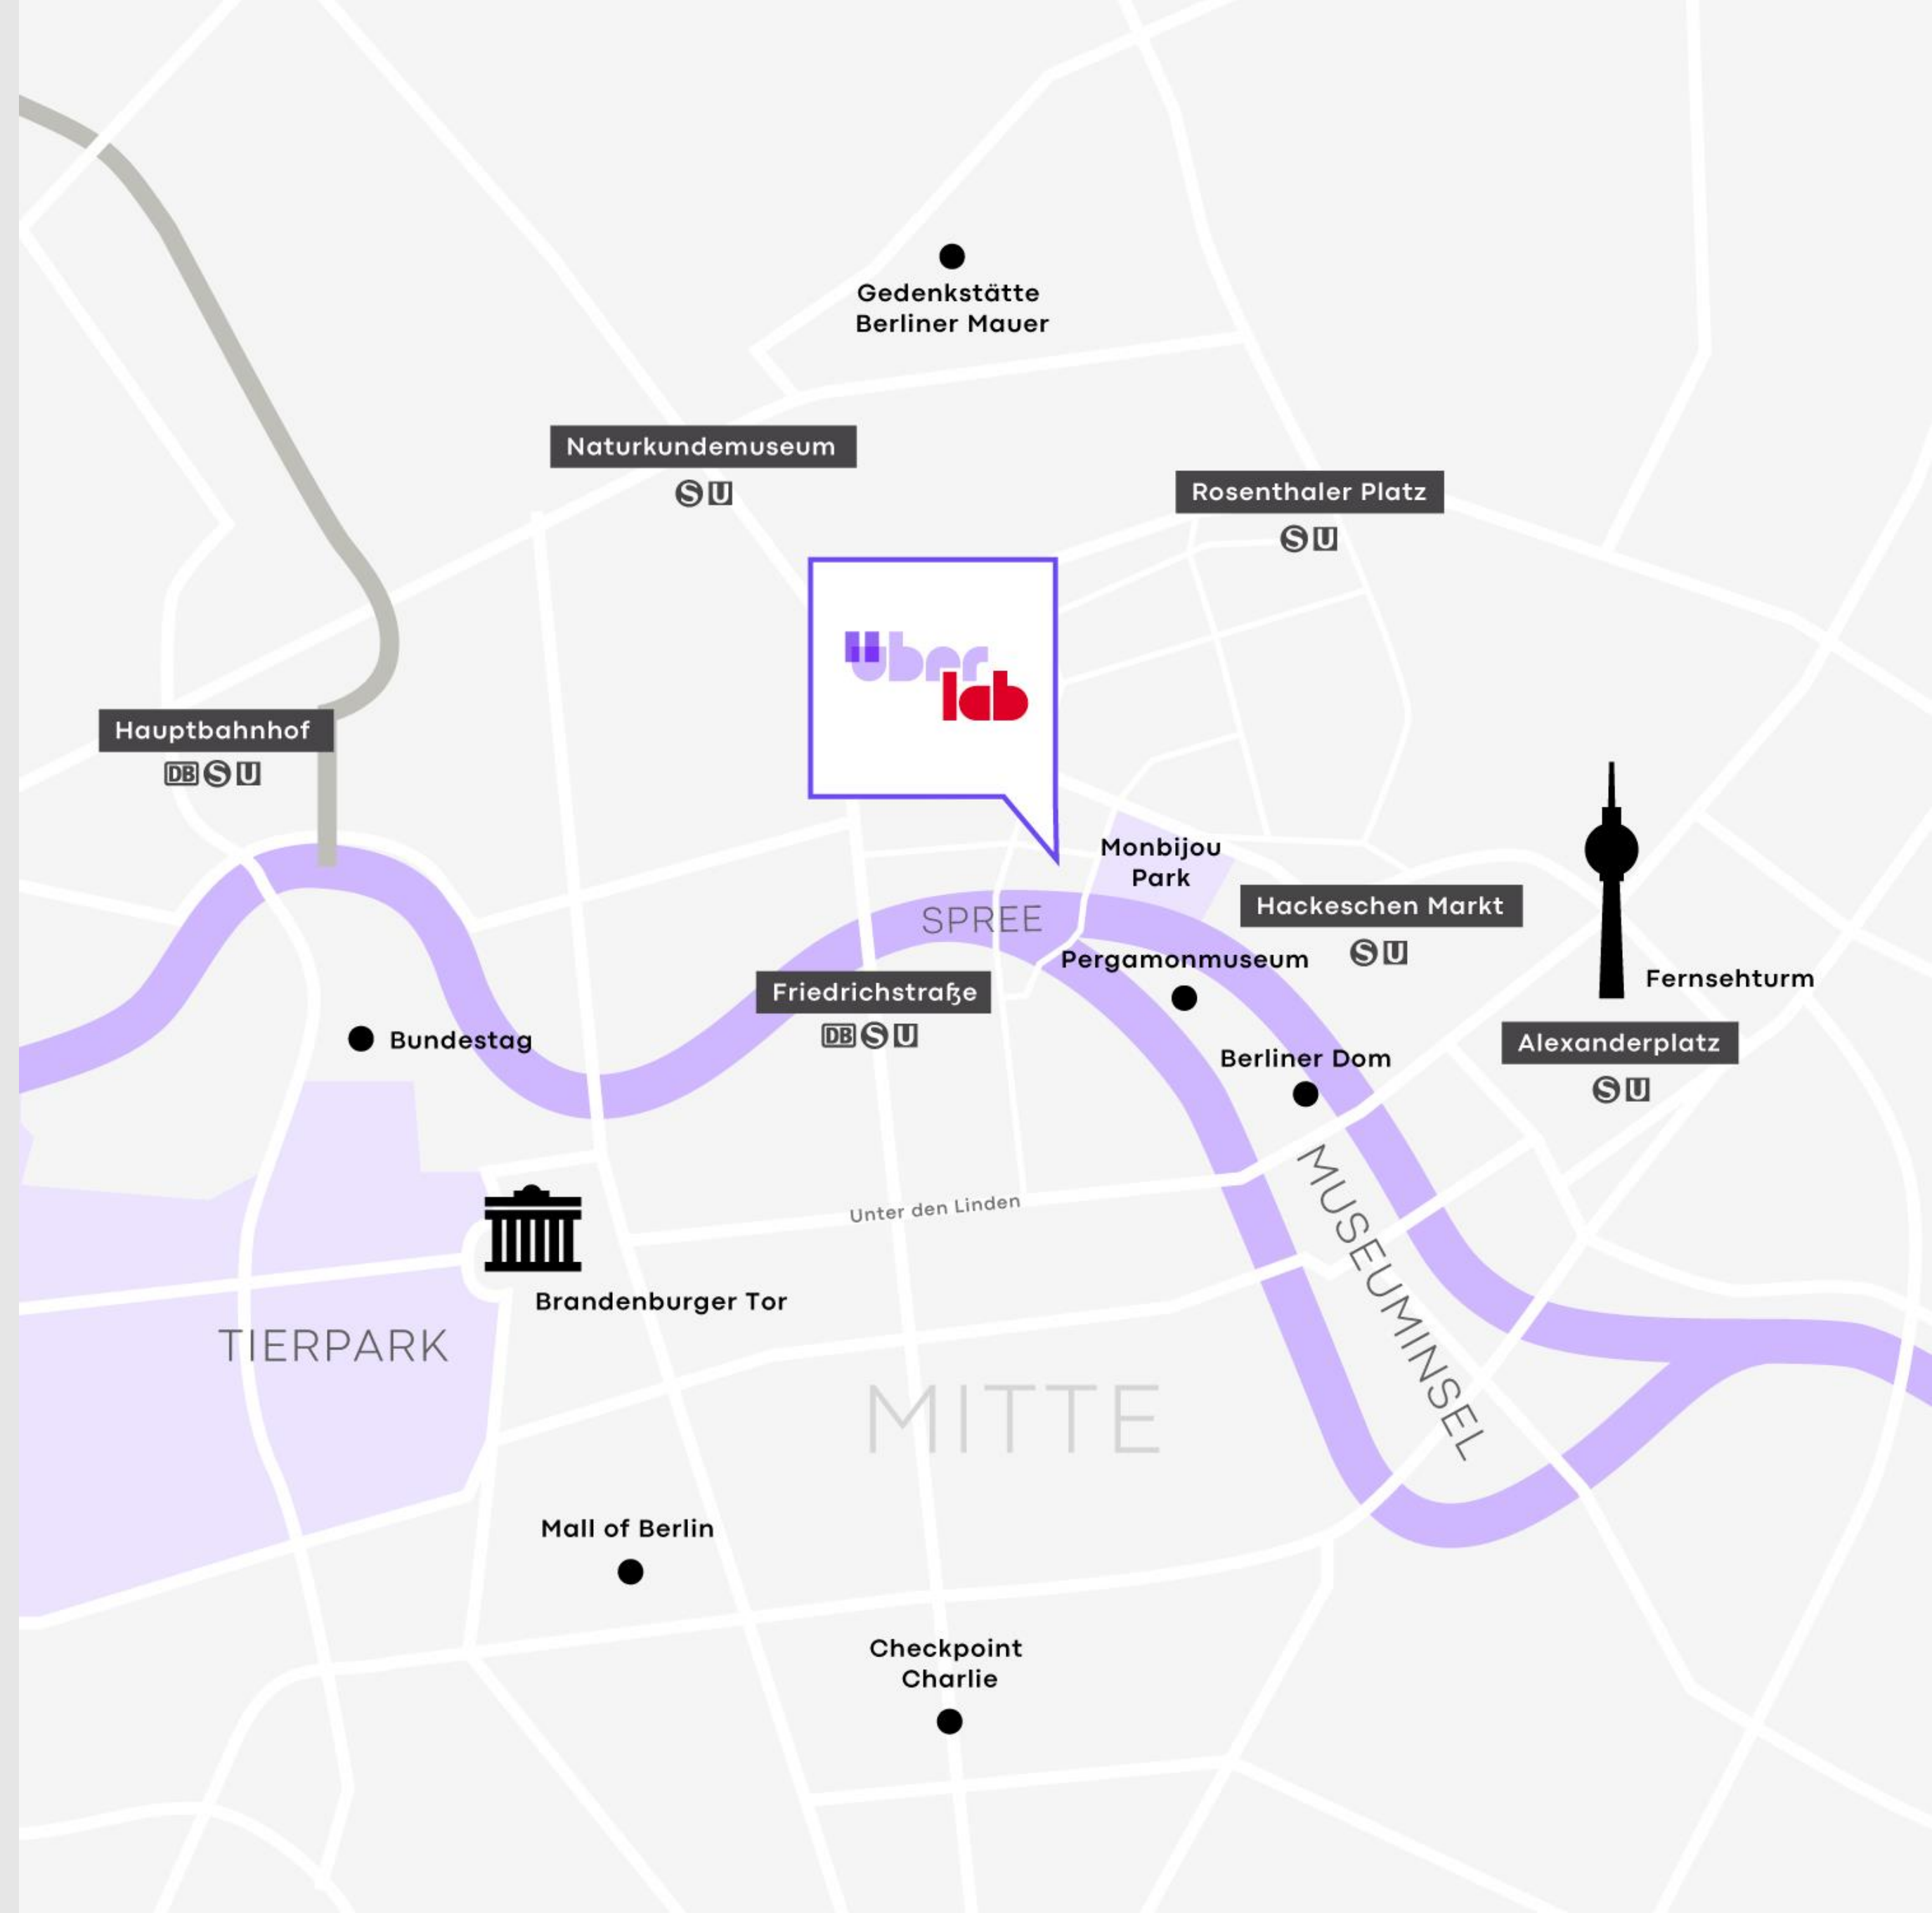 Gedenkstätte
Berliner Mauer
Naturkundemuseum
S U
Rosenthaler Platz
S U
über
lab
Hauptbahnhof
DB S U
Monbijou
Park
Hackeschen Markt
S U
SPREE
Pergamonmuseum
Fernsehturm
Friedrichstraße
DB S U
Bundestag
Alexanderplatz
S U
Berliner Dom
Unter den Linden
MUSEUMINSEL
Brandenburger Tor
TIERPARK
MITTE
Mall of Berlin
Checkpoint
Charlie